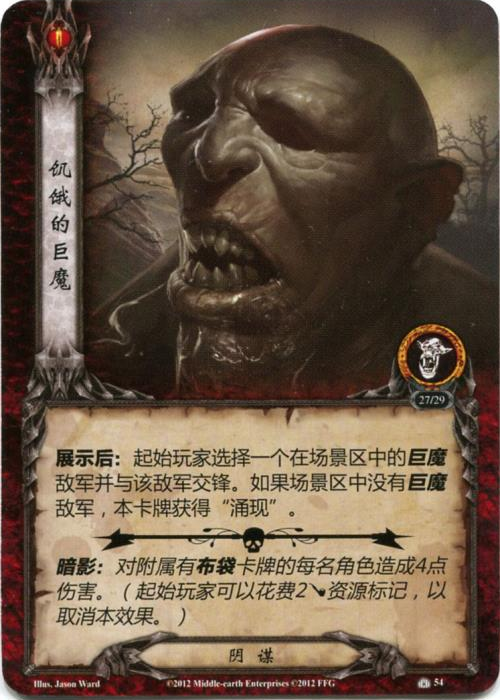 饥饿的巨魔
27/29
展示后：起始玩家选择一个在场景区中的巨魔
敌军并与该敌军交锋。如果场景区中没有巨魔
敌军，本卡牌获得“涌现”。
暗影：对附属有布袋卡牌的每名角色造成4点
伤害。（起始玩家可以花费2资源标记，以
取消本效果。）
阴谋
Illus. Jason Ward
©2012 Middle-earth Enterprises ©2012 FFG
54